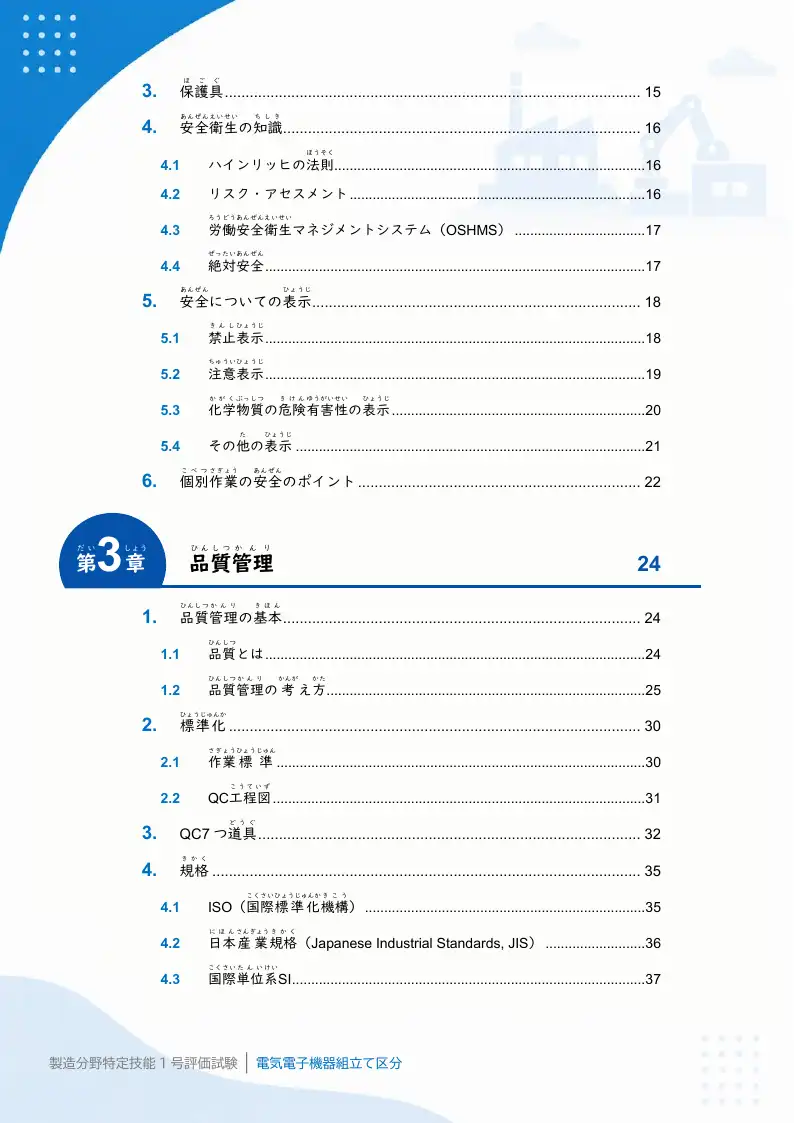 ほごぐ
3. 保護具 15
あんぜんえいせい ちしき
4. 安全衛生の知識 16
ほうそく
4.1 ハインリッヒの法則 16
4.2 リスク・アセスメント 16
ろうどうあんぜんえいせい
4.3 労働安全衛生マネジメントシステム（OSHMS） 17
ぜったいあんぜん
4.4 絶対安全 17
あんぜん ひょうじ
5. 安全についての表示 18
きんしひょうじ
5.1 禁止表示 18
ちゅういひょうじ
5.2 注意表示 19
かがくぶっしつ きけんゆうがいせい ひょうじ
5.3 化学物質の危険有害性の表示 20
た ひょうじ
5.4 その他の表示 21
こべつさぎょう あんぜん
6. 個別作業の安全のポイント 22
だい しょう ひんしつかんり
第3章 品質管理 24
ひんしつかんり きほん
1. 品質管理の基本 24
ひんしつ
1.1 品質とは 24
ひんしつかんり かんが かた
1.2 品質管理の考え方 25
ひょうじゅんか
2. 標準化 30
さぎょうひょうじゅん
2.1 作業標準 30
こうていず
2.2 QC工程図 31
どうぐ
3. QC7つ道具 32
きかく
4. 規格 35
こくさいひょうじゅんかきこう
4.1 ISO（国際標準化機構） 35
にほんさんぎょうきかく
4.2 日本産業規格（Japanese Industrial Standards, JIS） 36
こくさいたんいけい
4.3 国際単位系SI 37
製造分野特定技能1号評価試験 電気電子機器組立て区分